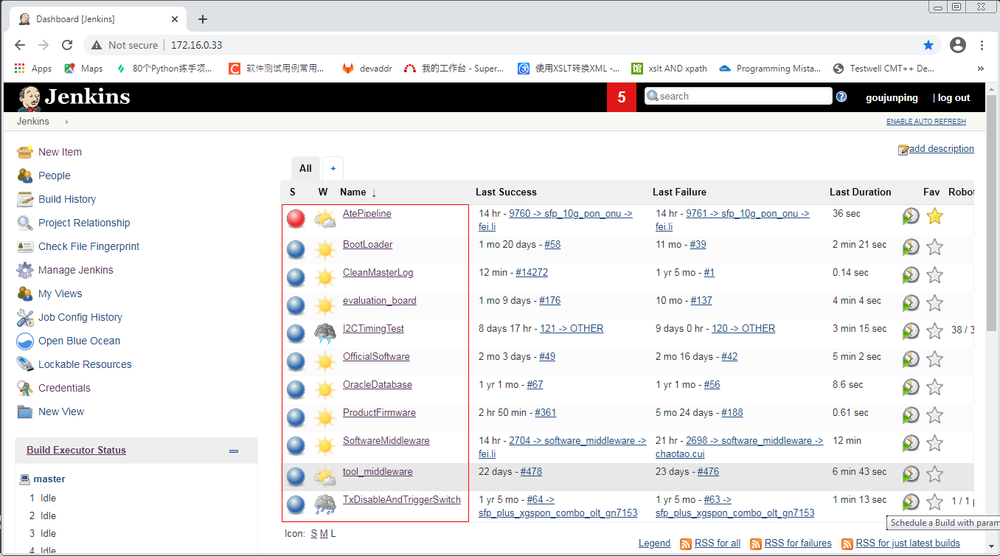 Dashboard [Jenkins]
Not secure | 172.16.0.33
Apps Maps 80个Python练手项... 软件测试用例常用... devaddr 我的工作台 - Super... 使用XSLT转换XML -... 馆 xslt AND xpath Programming Mista... Testwell CMT++ De... »
Jenkins 5 search goujunping | log out
Jenkins ENABLE AUTO REFRESH
add description
New Item
People
Build History
Project Relationship
Check File Fingerprint
Manage Jenkins
My Views
Job Config History
Open Blue Ocean
Lockable Resources
Credentials
New View
Build Executor Status
master
1 Idle
2 Idle
3 Idle
4 Idle
All +
S W Name ↓ Last Success Last Failure Last Duration Fav Robot
AtePipeline 14 hr - 9760 -> sfp_10g_pon_onu -> 14 hr - 9761 -> sfp_10g_pon_onu -> 36 sec
fei.li fei.li
BootLoader 1 mo 20 days - #58 11 mo - #39 2 min 21 sec
CleanMasterLog 12 min - #14272 1 yr 5 mo - #1 0.14 sec
evaluation_board 1 mo 9 days - #176 10 mo - #137 4 min 4 sec
I2CTimingTest 8 days 17 hr - 121 -> OTHER 9 days 0 hr - 120 -> OTHER 3 min 15 sec 38 / 3
OfficialSoftware 2 mo 3 days - #49 2 mo 16 days - #42 5 min 2 sec
OracleDatabase 1 yr 1 mo - #67 1 yr 1 mo - #56 8.6 sec
ProductFirmware 2 hr 50 min - #361 5 mo 24 days - #188 0.61 sec
SoftwareMiddleware 14 hr - 2704 -> software_middleware -> 21 hr - 2698 -> software_middleware -> 12 min
fei.li chaotao.cui
tool_middleware 22 days - #478 23 days - #476 6 min 43 sec
TxDisableAndTriggerSwitch 1 yr 5 mo - #64 -> 1 yr 5 mo - #63 -> 1 min 13 sec 1 / 1
sfp_plus_xgspon_combo_olt_gn7153 sfp_plus_xgspon_combo_olt_gn7153
Schedule a Build with param
Icon: S M L
Legend RSS for all RSS for failures RSS for just latest builds